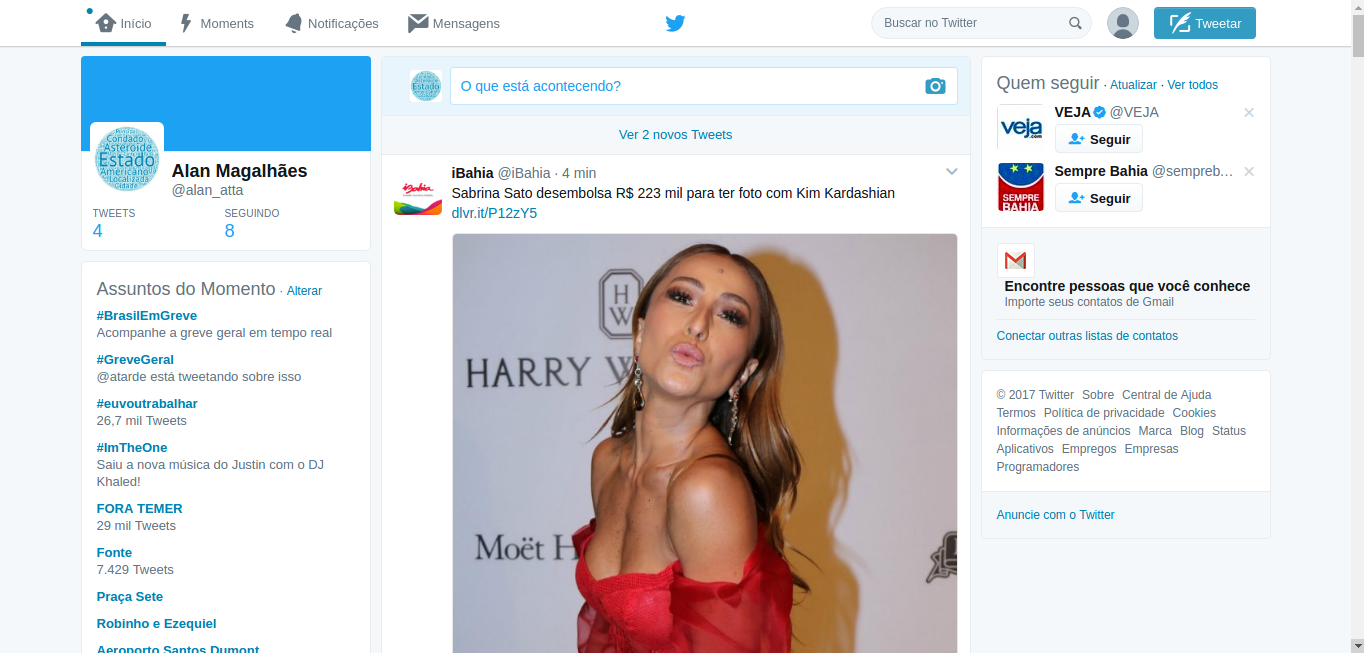 Início
Moments
Notificações
Mensagens
Buscar no Twitter
Tweetar
Condado
Asteroide
Estado
Americano
Localizada
Cidade
Alan Magalhães
@alan_atta
TWEETS SEGUINDO
4 8
Assuntos do Momento · Alterar
#BrasilEmGreve
Acompanhe a greve geral em tempo real
#GreveGeral
@atarde está tweetando sobre isso
#euvoutrabalhar
26,7 mil Tweets
#ImTheOne
Saiu a nova música do Justin com o DJ
Khaled!
FORA TEMER
29 mil Tweets
Fonte
7.429 Tweets
Praça Sete
Robinho e Ezequiel
Aeroporto Santos Dumont
Estado
O que está acontecendo?
Ver 2 novos Tweets
iBahia
iBahia @iBahia · 4 min
Sabrina Sato desembolsa R$ 223 mil para ter foto com Kim Kardashian
dlvr.it/P12zY5
H
W
HARRY W
Moët H
Quem seguir · Atualizar · Ver todos
veja
.com
VEJA @VEJA
Seguir
SEMPRE
BAHIA
Sempre Bahia @sempreb...
Seguir
Encontre pessoas que você conhece
Importe seus contatos de Gmail
Conectar outras listas de contatos
© 2017 Twitter Sobre Central de Ajuda
Termos Política de privacidade Cookies
Informações de anúncios Marca Blog Status
Aplicativos Empregos Empresas
Programadores
Anuncie com o Twitter